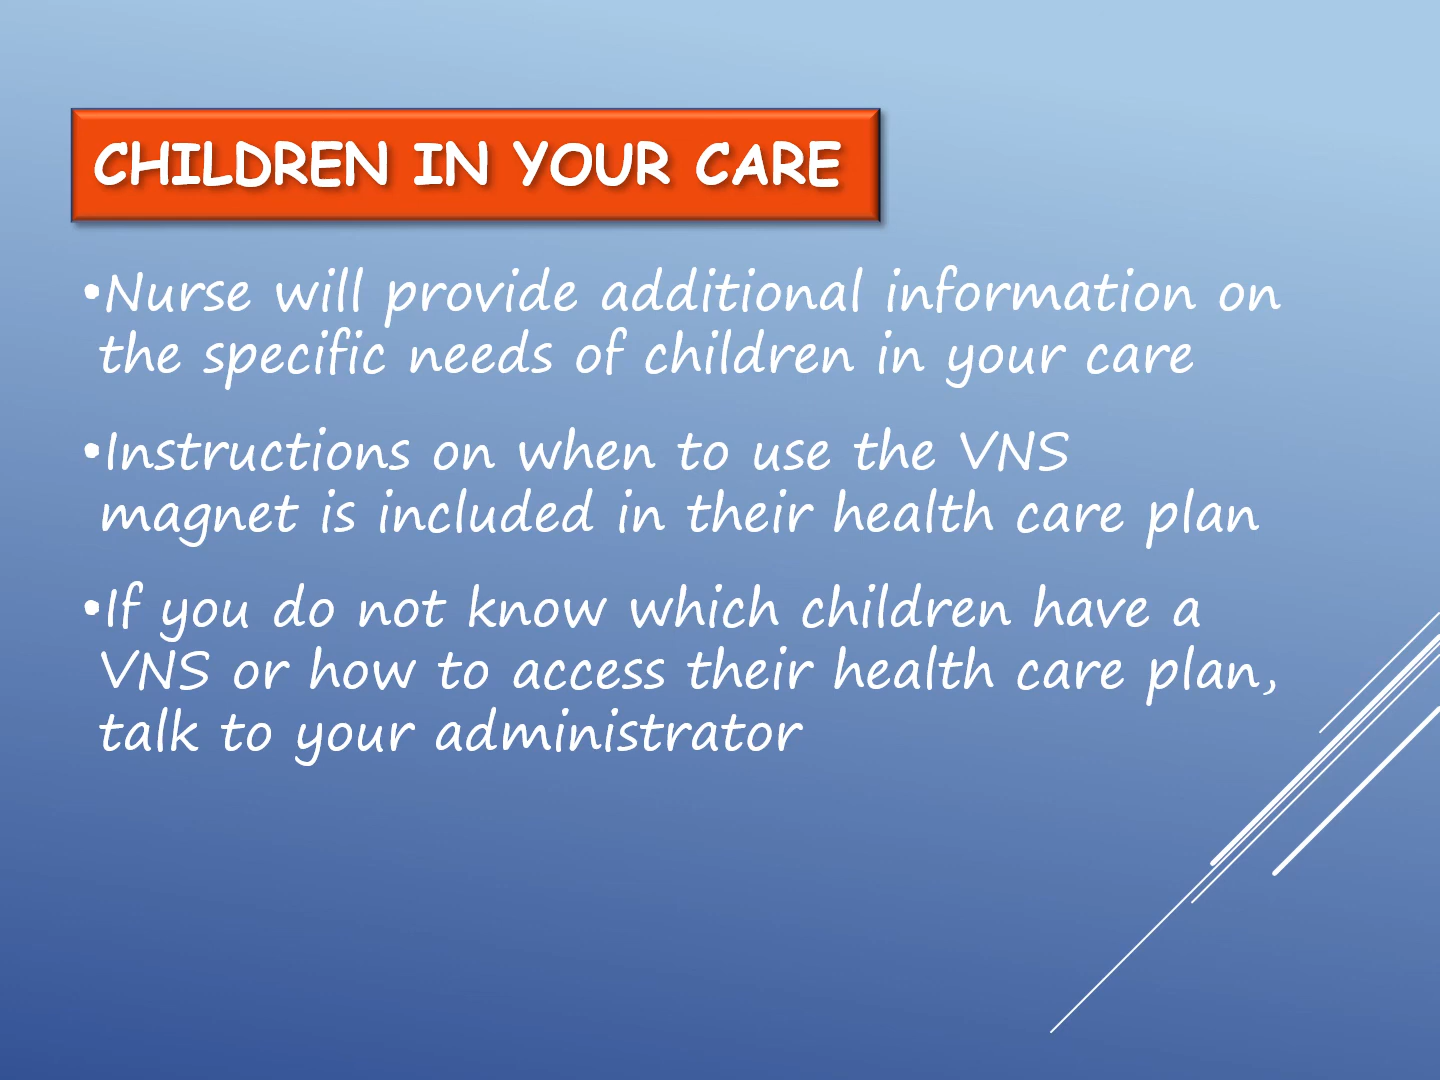 CHILDREN IN YOUR CARE
•Nurse will provide additional information on
the specific needs of children in your care
•Instructions on when to use the VNS
magnet is included in their health care plan
•If you do not know which children have a
VNS or how to access their health care plan,
talk to your administrator